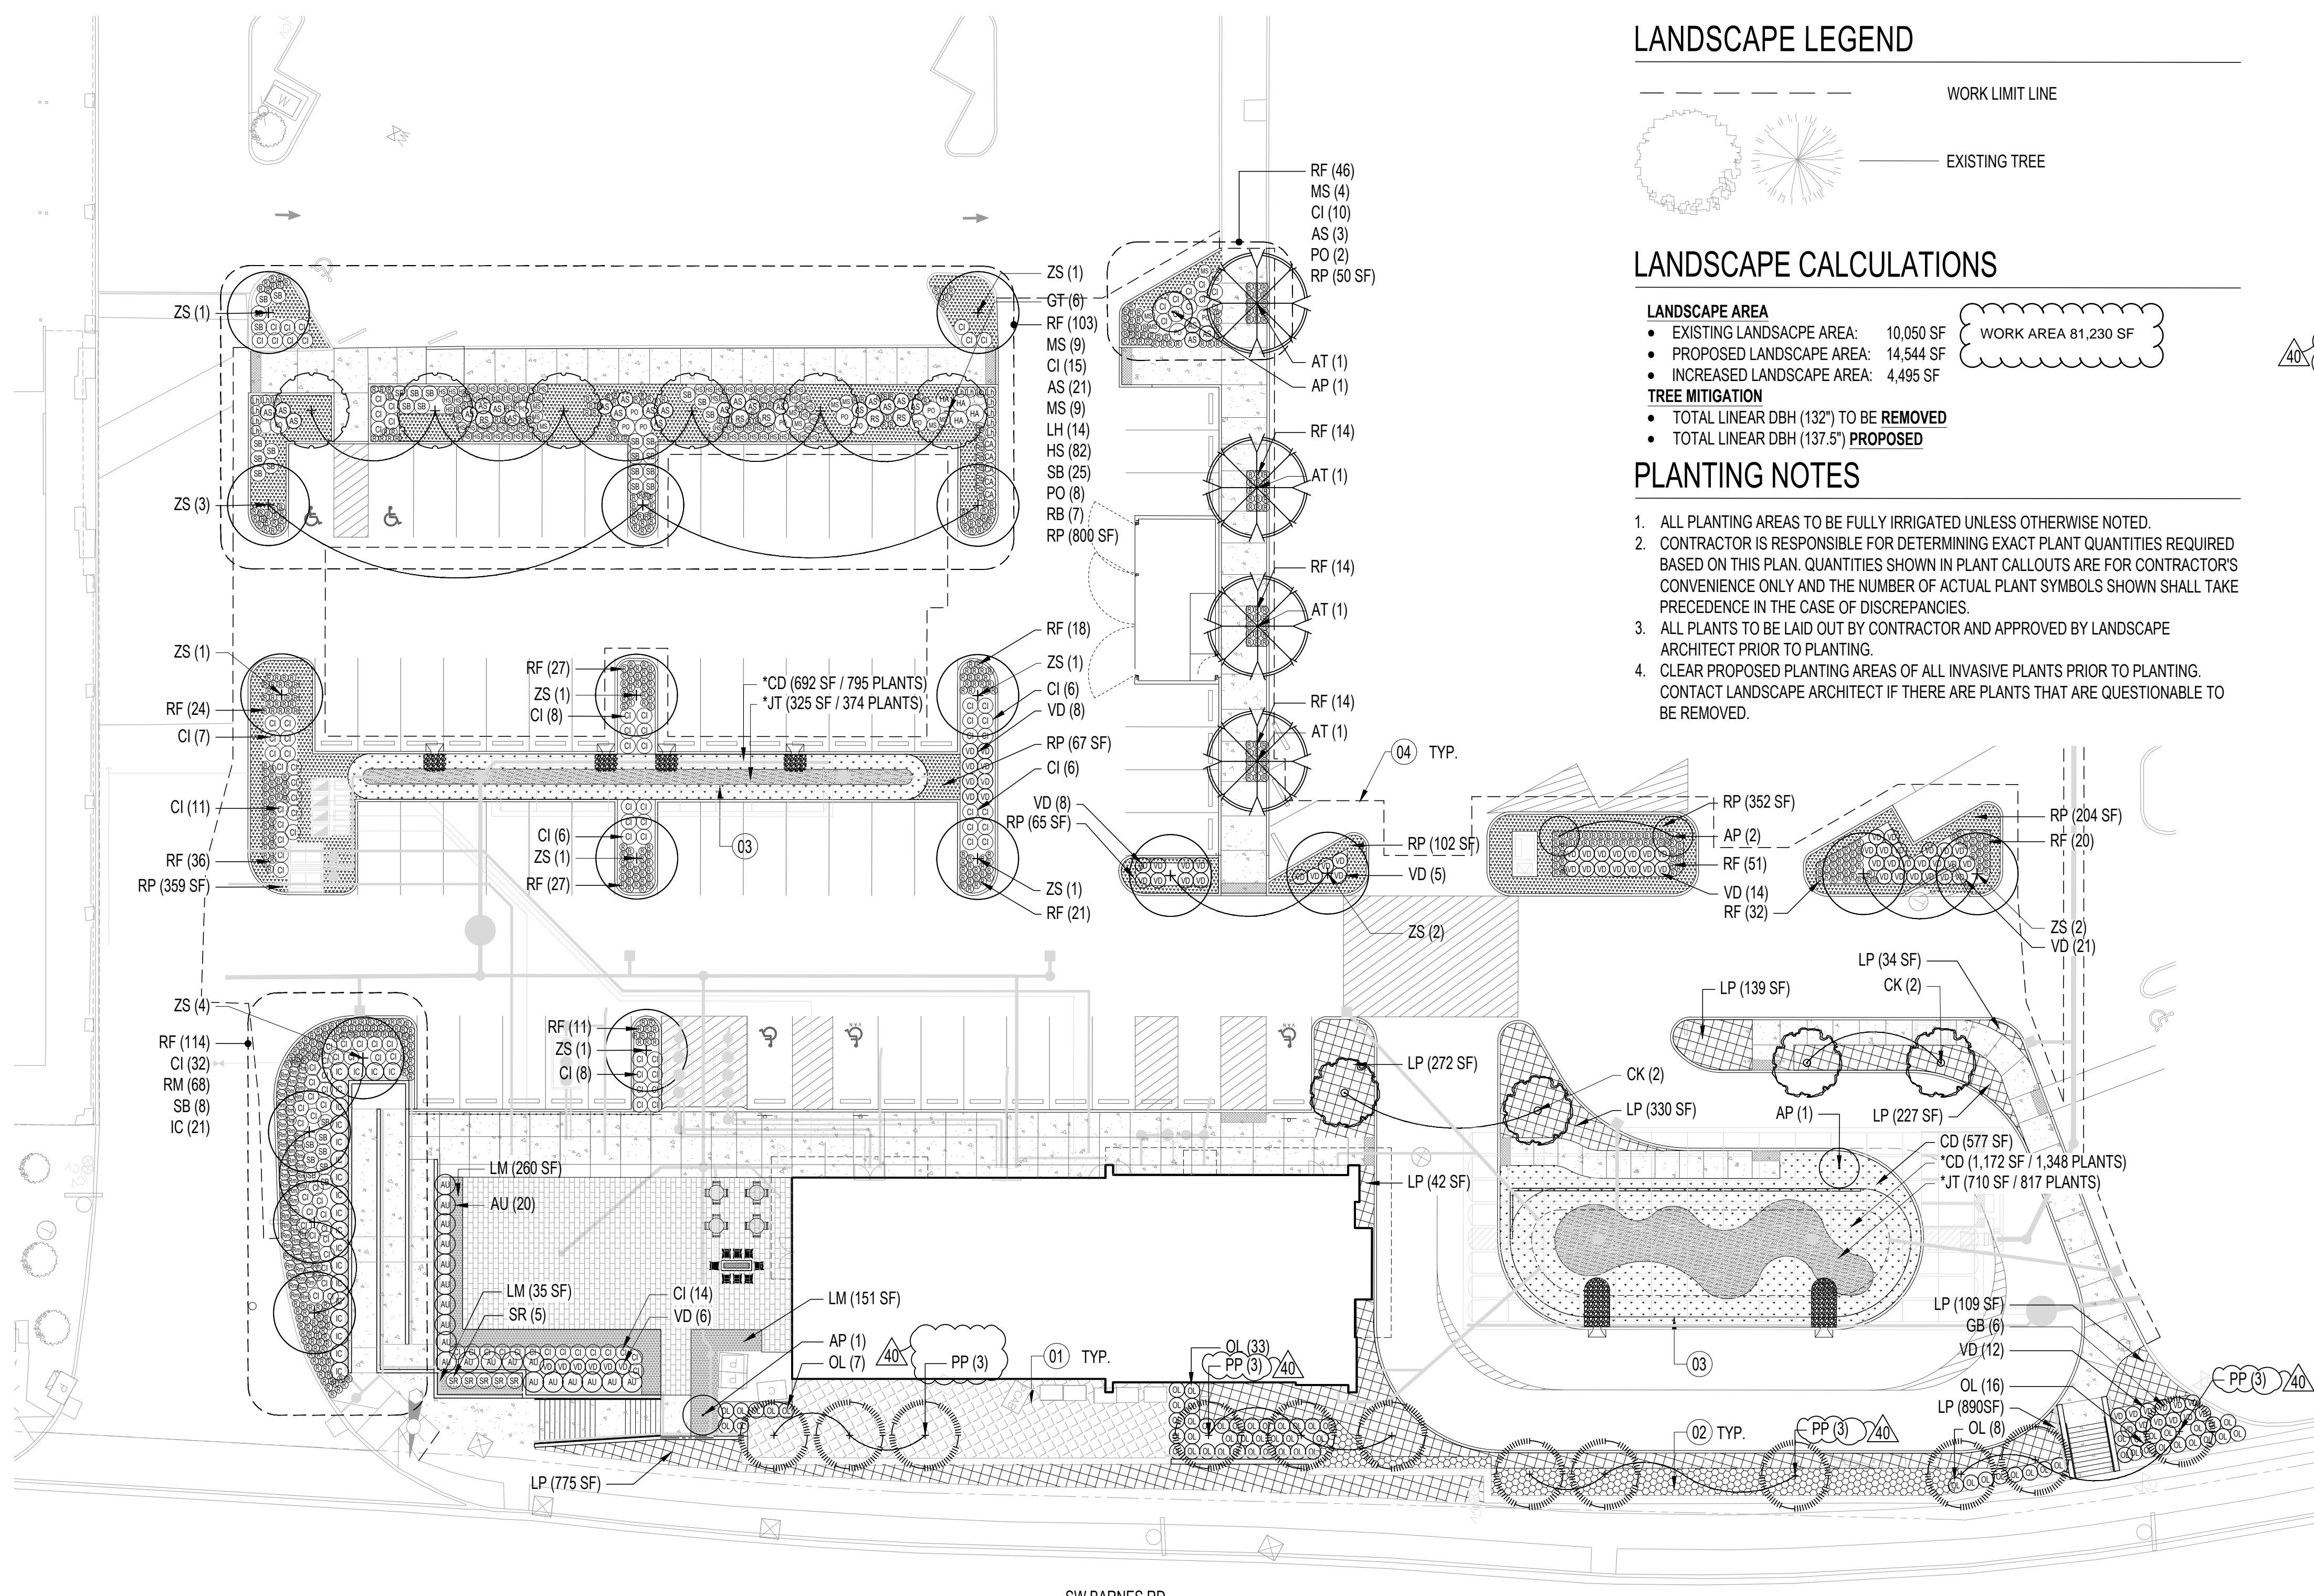 LANDSCAPE LEGEND
WORK LIMIT LINE
EXISTING TREE
LANDSCAPE CALCULATIONS
LANDSCAPE AREA
• EXISTING LANDSACPE AREA: 10,050 SF
• PROPOSED LANDSCAPE AREA: 14,544 SF
• INCREASED LANDSCAPE AREA: 4,495 SF
WORK AREA 81,230 SF
40
TREE MITIGATION
• TOTAL LINEAR DBH (132") TO BE REMOVED
• TOTAL LINEAR DBH (137.5") PROPOSED
PLANTING NOTES
1. ALL PLANTING AREAS TO BE FULLY IRRIGATED UNLESS OTHERWISE NOTED.
2. CONTRACTOR IS RESPONSIBLE FOR DETERMINING EXACT PLANT QUANTITIES REQUIRED
BASED ON THIS PLAN. QUANTITIES SHOWN IN PLANT CALLOUTS ARE FOR CONTRACTOR'S
CONVENIENCE ONLY AND THE NUMBER OF ACTUAL PLANT SYMBOLS SHOWN SHALL TAKE
PRECEDENCE IN THE CASE OF DISCREPANCIES.
3. ALL PLANTS TO BE LAID OUT BY CONTRACTOR AND APPROVED BY LANDSCAPE
ARCHITECT PRIOR TO PLANTING.
4. CLEAR PROPOSED PLANTING AREAS OF ALL INVASIVE PLANTS PRIOR TO PLANTING.
CONTACT LANDSCAPE ARCHITECT IF THERE ARE PLANTS THAT ARE QUESTIONABLE TO
BE REMOVED.
RF (46)
MS (4)
CI (10)
AS (3)
PO (2)
RP (50 SF)
AT (1)
AP (1)
RF (14)
AT (1)
RF (14)
AT (1)
RF (14)
AT (1)
ZS (1)
ZS (3)
ZS (1)
GT (6)
RF (103)
MS (9)
CI (15)
AS (21)
MS (9)
LH (14)
HS (82)
SB (25)
PO (8)
RB (7)
RP (800 SF)
ZS (1)
RF (24)
CI (7)
CI (11)
RF (36)
RP (359 SF)
RF (27)
ZS (1)
CI (8)
*CD (692 SF / 795 PLANTS)
*JT (325 SF / 374 PLANTS)
CI (6)
ZS (1)
RF (27)
03
RF (18)
ZS (1)
CI (6)
VD (8)
RP (67 SF)
CI (6)
ZS (1)
RF (21)
VD (8)
RP (65 SF)
04 TYP.
RP (102 SF)
VD (5)
ZS (2)
RP (352 SF)
AP (2)
RF (51)
VD (14)
RF (32)
RP (204 SF)
RF (20)
ZS (2)
VD (21)
ZS (4)
RF (114)
CI (32)
RM (68)
SB (8)
IC (21)
RF (11)
ZS (1)
CI (8)
VAN
VAN
LP (34 SF)
CK (2)
LP (139 SF)
LP (272 SF)
CK (2)
LP (330 SF)
AP (1)
LP (227 SF)
CD (577 SF)
*CD (1,172 SF / 1,348 PLANTS)
*JT (710 SF / 817 PLANTS)
LP (42 SF)
LM (260 SF)
AU (20)
LM (35 SF)
SR (5)
CI (14)
VD (6)
LM (151 SF)
AP (1)
OL (7)
40
PP (3)
01 TYP.
OL (33)
PP (3)
40
03
LP (109 SF)
GB (6)
VD (12)
OL (16)
LP (890SF)
OL (8)
PP (3)
40
02 TYP.
PP (3)
40
LP (775 SF)
SW BARNES RD